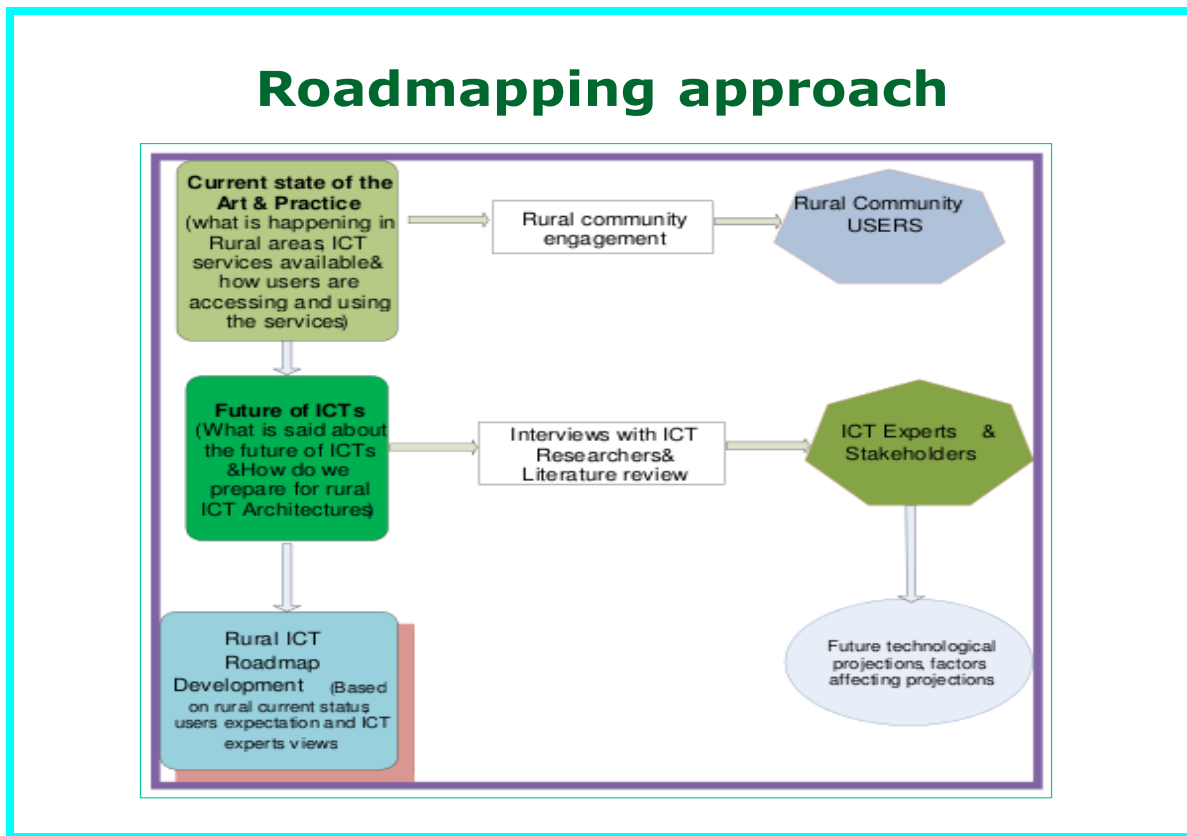 Roadmapping approach
Current state of the
Art & Practice
(what is happening in
Rural areas, ICT
services available&
how users are
accessing and using
the services)
Rural community
engagement
Rural Community
USERS
Future of ICTs
(What is said about
the future of ICTs
&How do we
prepare for rural
ICT Architectures)
Interviews with ICT
Researchers&
Literature review
ICT Experts &
Stakeholders
Rural ICT
Roadmap
Development (Based
on rural current status,
users expectation and ICT
experts views
Future technological
projections, factors
affecting projections